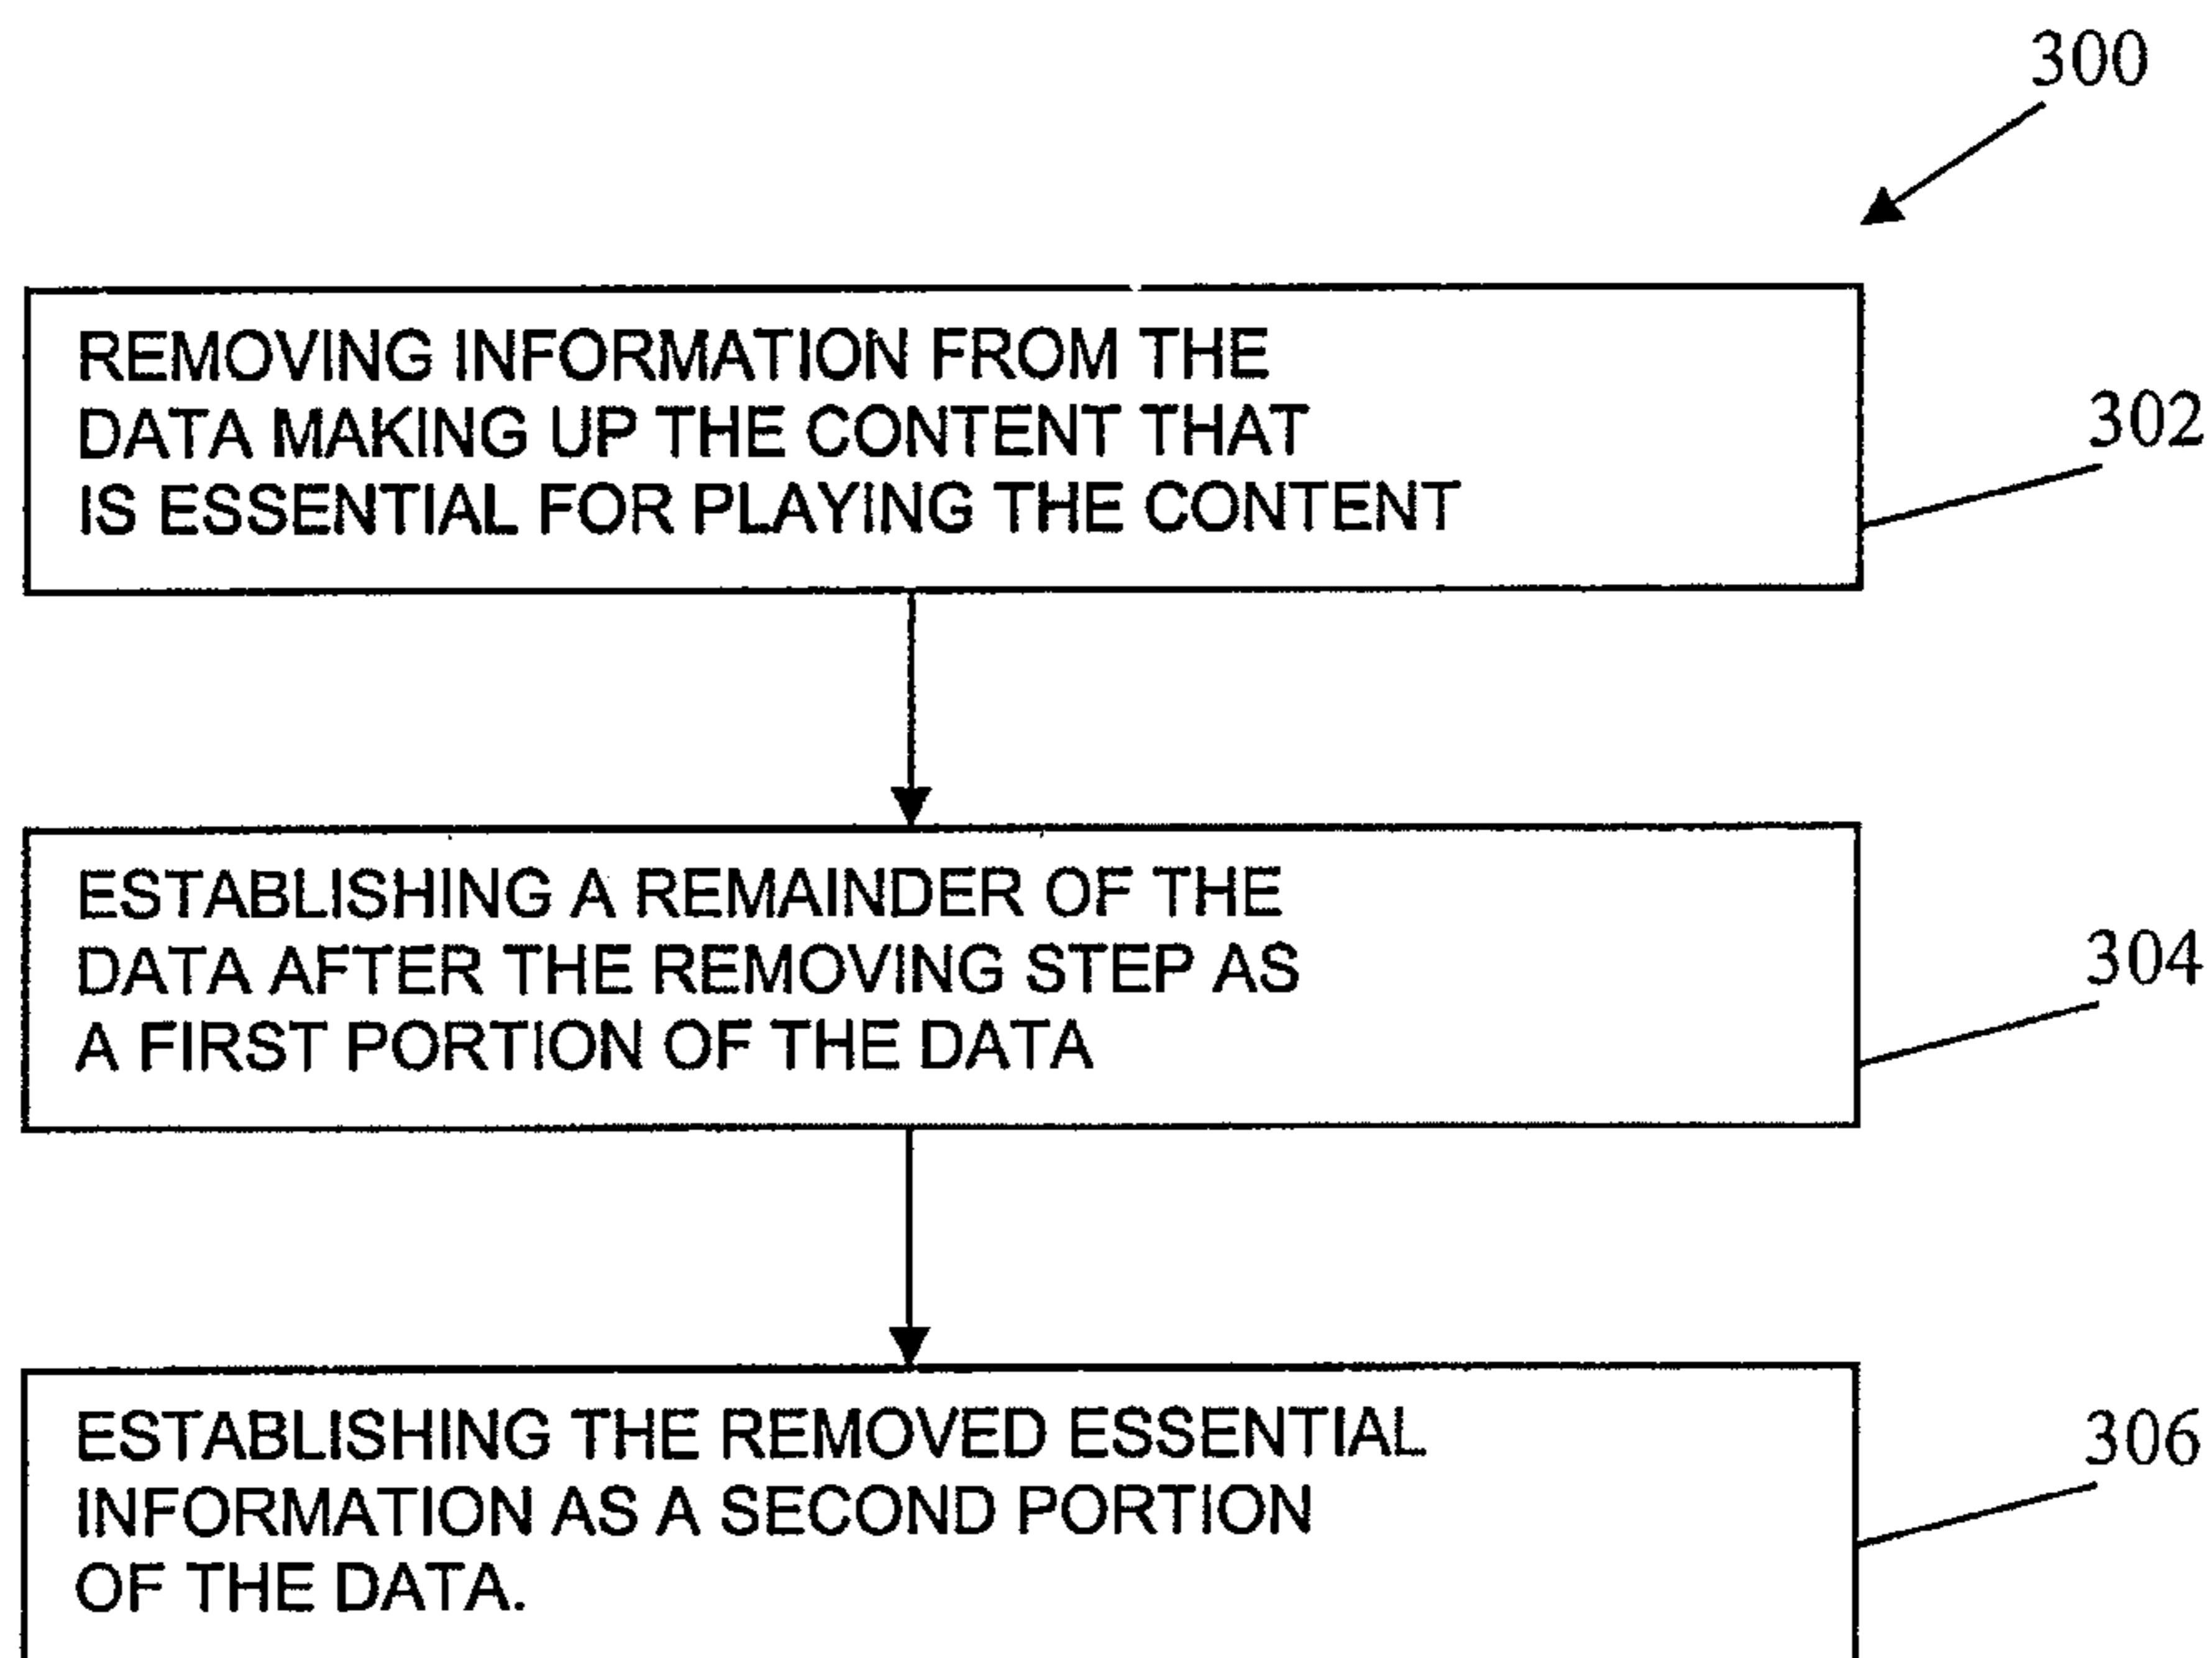 300
REMOVING INFORMATION FROM THE
DATA MAKING UP THE CONTENT THAT
IS ESSENTIAL FOR PLAYING THE CONTENT
302
ESTABLISHING A REMAINDER OF THE
DATA AFTER THE REMOVING STEP AS
A FIRST PORTION OF THE DATA
304
ESTABLISHING THE REMOVED ESSENTIAL
INFORMATION AS A SECOND PORTION
OF THE DATA.
306